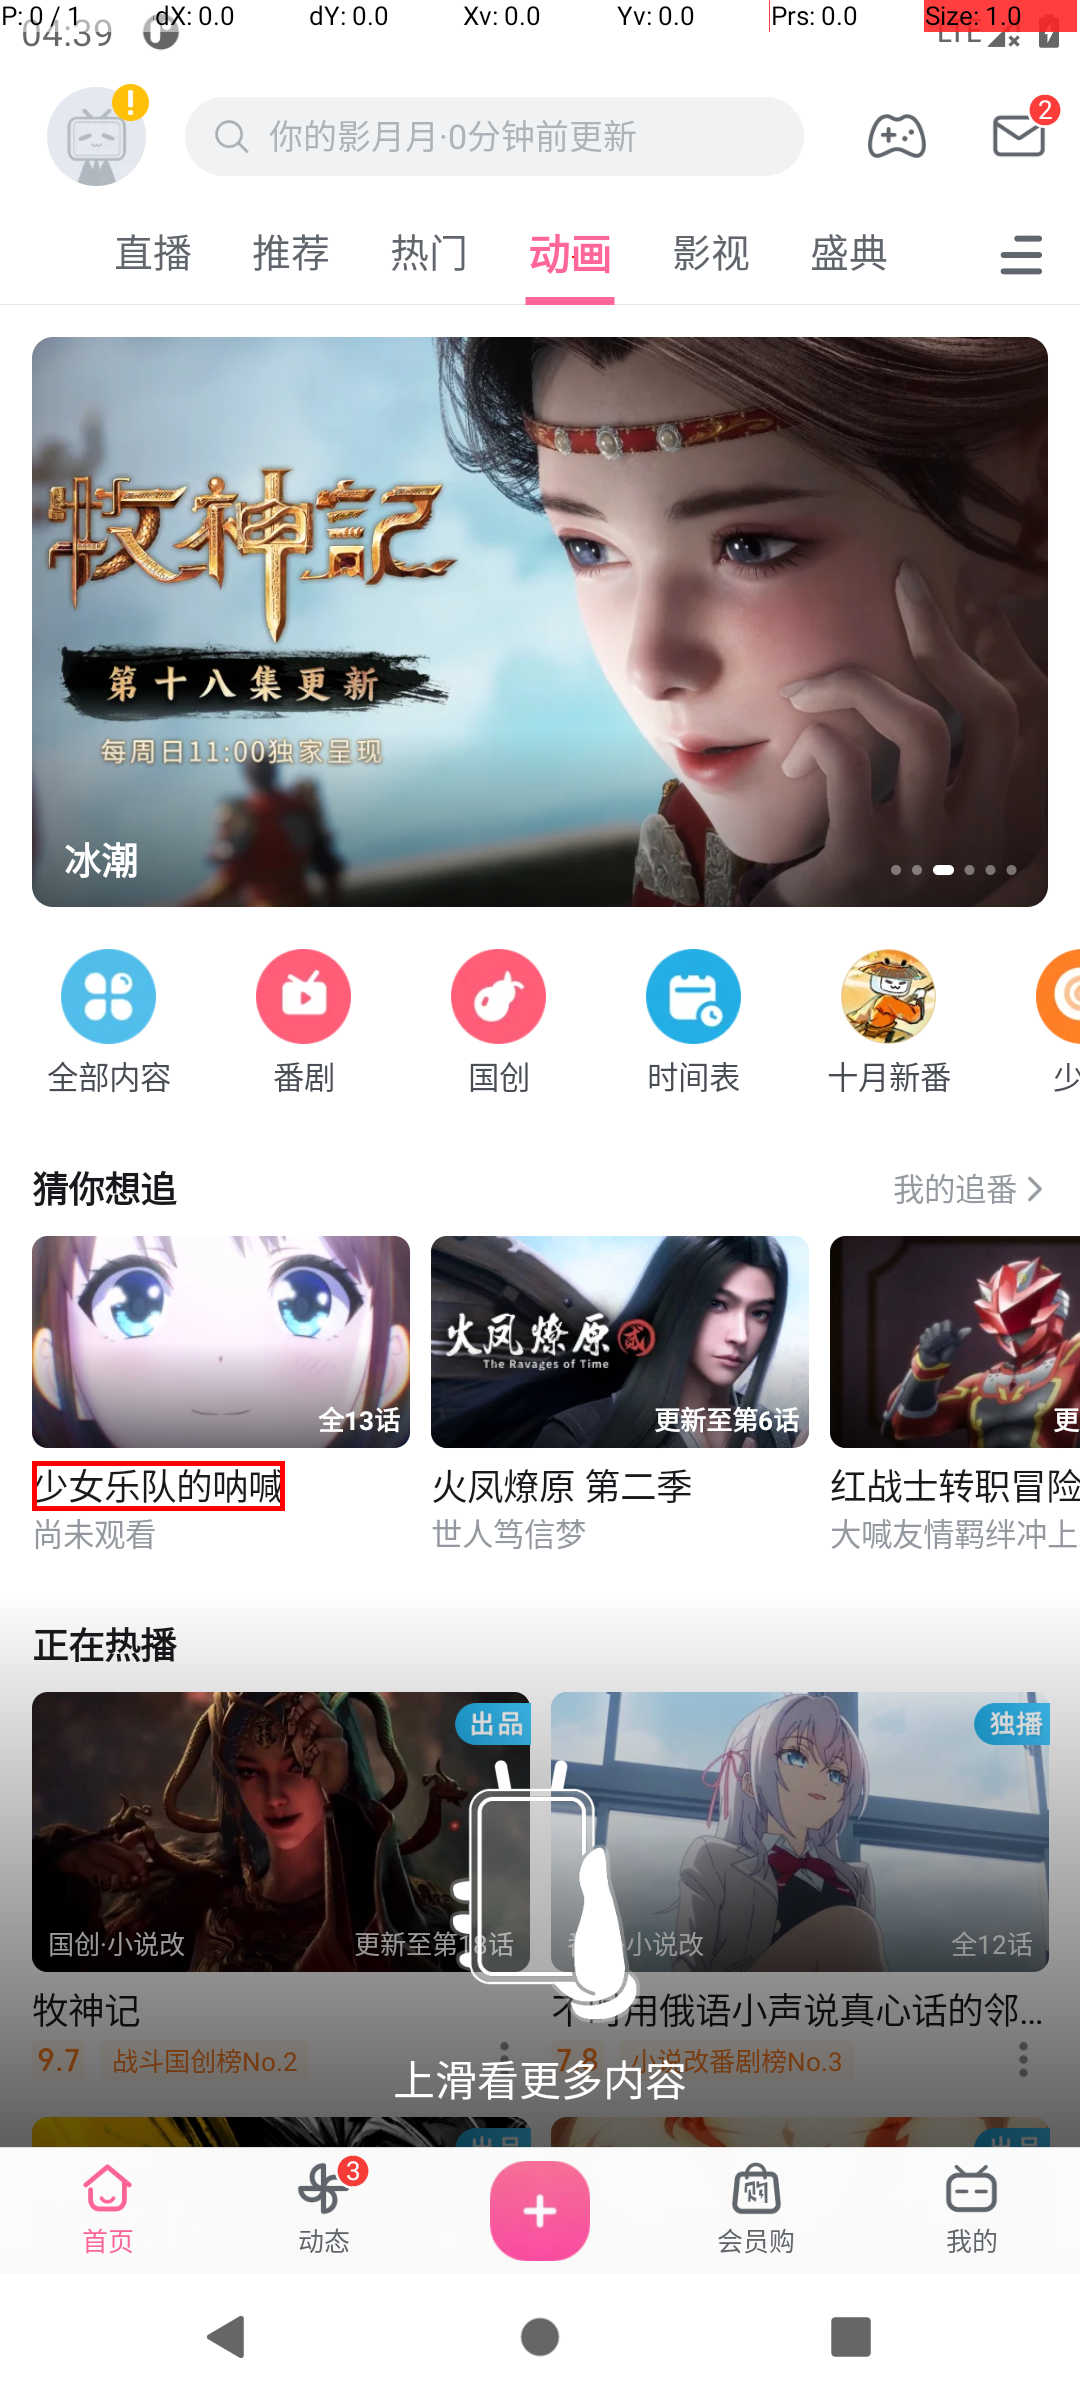 P: 0 / 1 dX: 0.0 dY: 0.0 Xv: 0.0 Yv: 0.0 Prs: 0.0 Size: 1.0
04:39 LTE
你的影月月·0分钟前更新 2
直播 推荐 热门 动画 影视 盛典
牧神記
第十八集更新
每周日11:00独家呈现
冰潮
全部内容 番剧 国创 时间表 十月新番 少
猜你想追 我的追番
火凤燎原 贰
The Ravages of Time
全13话 更新至第6话 更
少女乐队的呐喊 火凤燎原 第二季 红战士转职冒险
尚未观看 世人笃信梦 大喊友情羁绊冲上
正在热播
出品 独播
国创·小说改 更新至第18话 小说改 全12话
牧神记 不时用俄语小声说真心话的邻...
9.7 战斗国创榜No.2 7.8 小说改番剧榜No.3
上滑看更多内容
出品 出品
3
购
首页 动态 会员购 我的